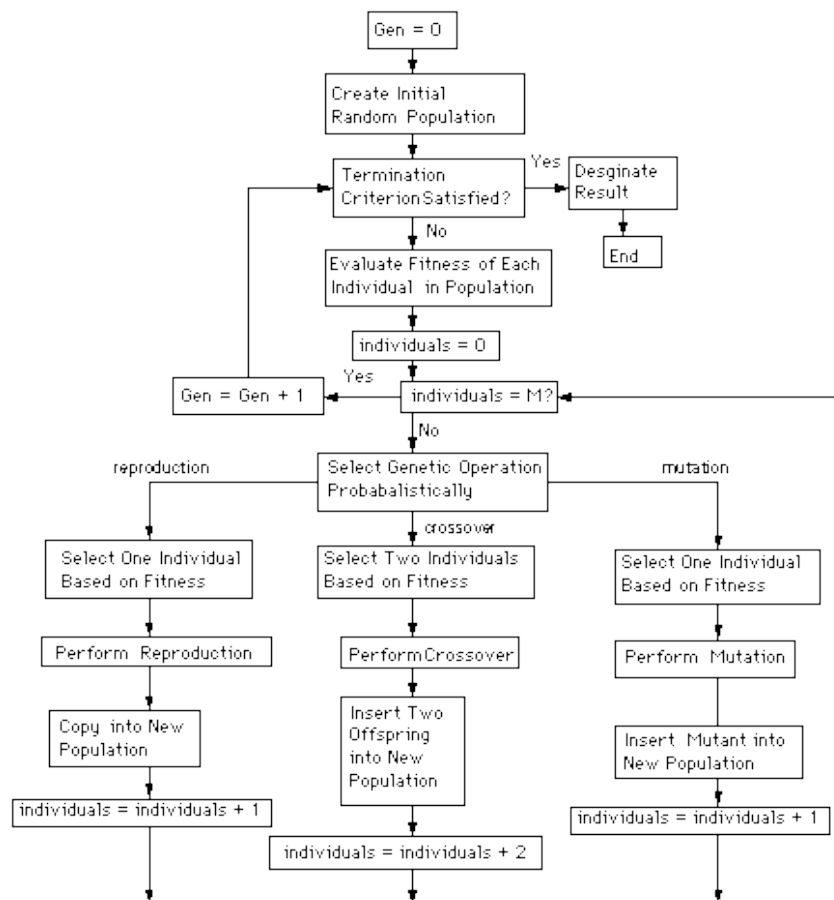 Gen = 0
Create Initial
Random Population
Termination
Criterion Satisfied?
Yes
Desginate
Result
End
No
Evaluate Fitness of Each
Individual in Population
individuals = 0
Gen = Gen + 1
Yes
individuals = M?
No
reproduction
Select Genetic Operation
Probabalistically
mutation
crossover
Select One Individual
Based on Fitness
Select Two Individuals
Based on Fitness
Select One Individual
Based on Fitness
Perform Reproduction
Perform Crossover
Perform Mutation
Copy into New
Population
Insert Two
Offspring
into New
Population
Insert Mutant into
New Population
individuals = individuals + 1
individuals = individuals + 2
individuals = individuals + 1